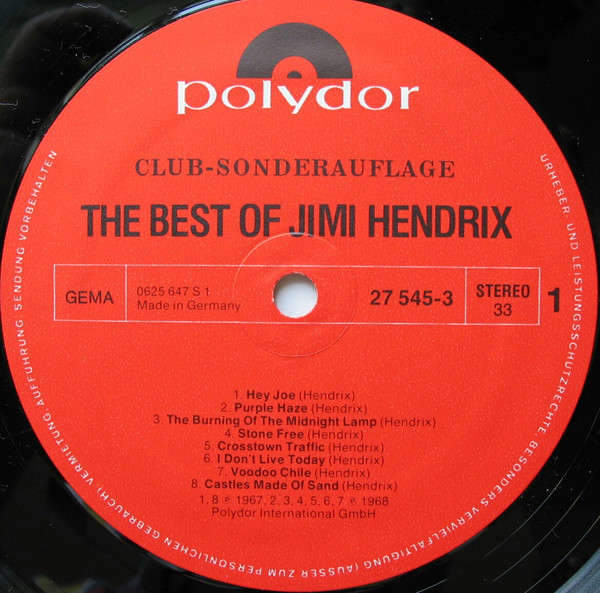 polydor
CLUB-SONDERAUFLAGE
THE BEST OF JIMI HENDRIX
GEMA
0625 647 S 1
Made in Germany
27 545-3
STEREO
33
1
1. Hey Joe (Hendrix)
2. Purple Haze (Hendrix)
3. The Burning Of The Midnight Lamp (Hendrix)
4. Stone Free (Hendrix)
5. Crosstown Traffic (Hendrix)
6. I Don't Live Today (Hendrix)
7. Voodoo Chile (Hendrix)
8. Castles Made Of Sand (Hendrix)
1, 8 ℗ 1967, 2, 3, 4, 5, 6, 7 ℗ 1968
Polydor International GmbH
URHEBER- UND LEISTUNGSSCHUTZRECHTE, BESONDERS VERVIELFÄLTIGUNG (AUSSER ZUM PERSÖNLICHEN GEBRAUCH), VERMIETUNG, AUFFÜHRUNG, SENDUNG VORBEHALTEN